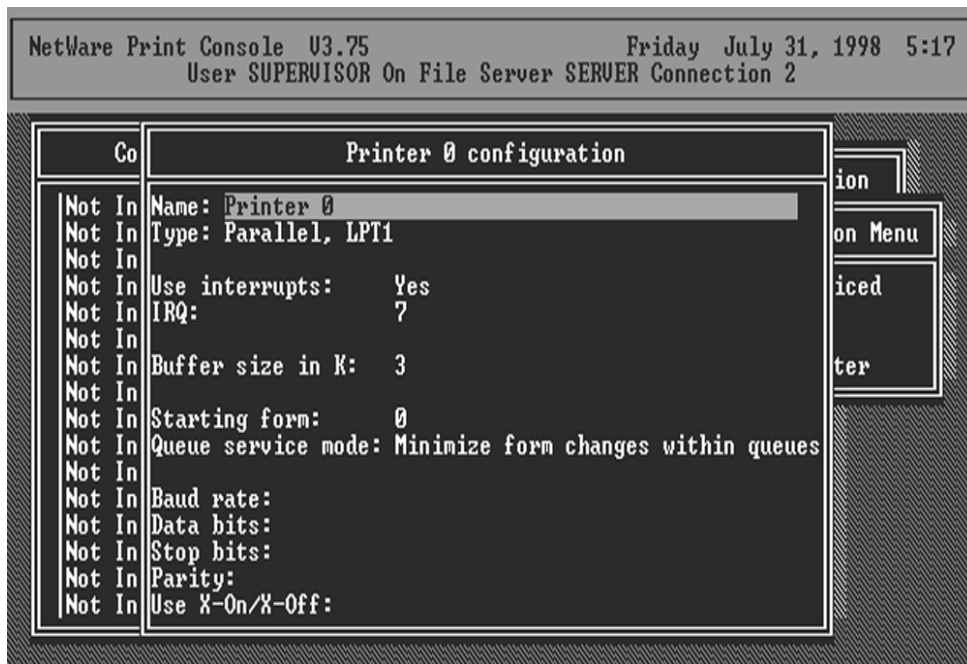 NetWare Print Console V3.75 Friday July 31, 1998 5:17
User SUPERVISOR On File Server SERVER Connection 2
Co
Printer 0 configuration
ion
Not In Name: Printer 0
Not In Type: Parallel, LPT1 on Menu
Not In
Not In Use interrupts: Yes iced
Not In IRQ: 7
Not In
Not In Buffer size in K: 3 ter
Not In
Not In Starting form: 0
Not In Queue service mode: Minimize form changes within queues
Not In
Not In Baud rate:
Not In Data bits:
Not In Stop bits:
Not In Parity:
Not In Use X-On/X-Off: